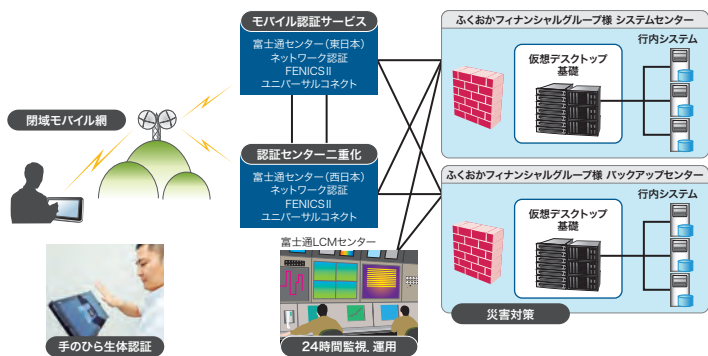 閉域モバイル網
手のひら生体認証
モバイル認証サービス
富士通センター（東日本）
ネットワーク認証
FENICSⅡ
ユニバーサルコネクト
認証センター二重化
富士通センター（西日本）
ネットワーク認証
FENICSⅡ
ユニバーサルコネクト
富士通LCMセンター
24時間監視、運用
ふくおかフィナンシャルグループ様 システムセンター
仮想デスクトップ
基礎
行内システム
ふくおかフィナンシャルグループ様 バックアップセンター
仮想デスクトップ
基礎
行内システム
災害対策